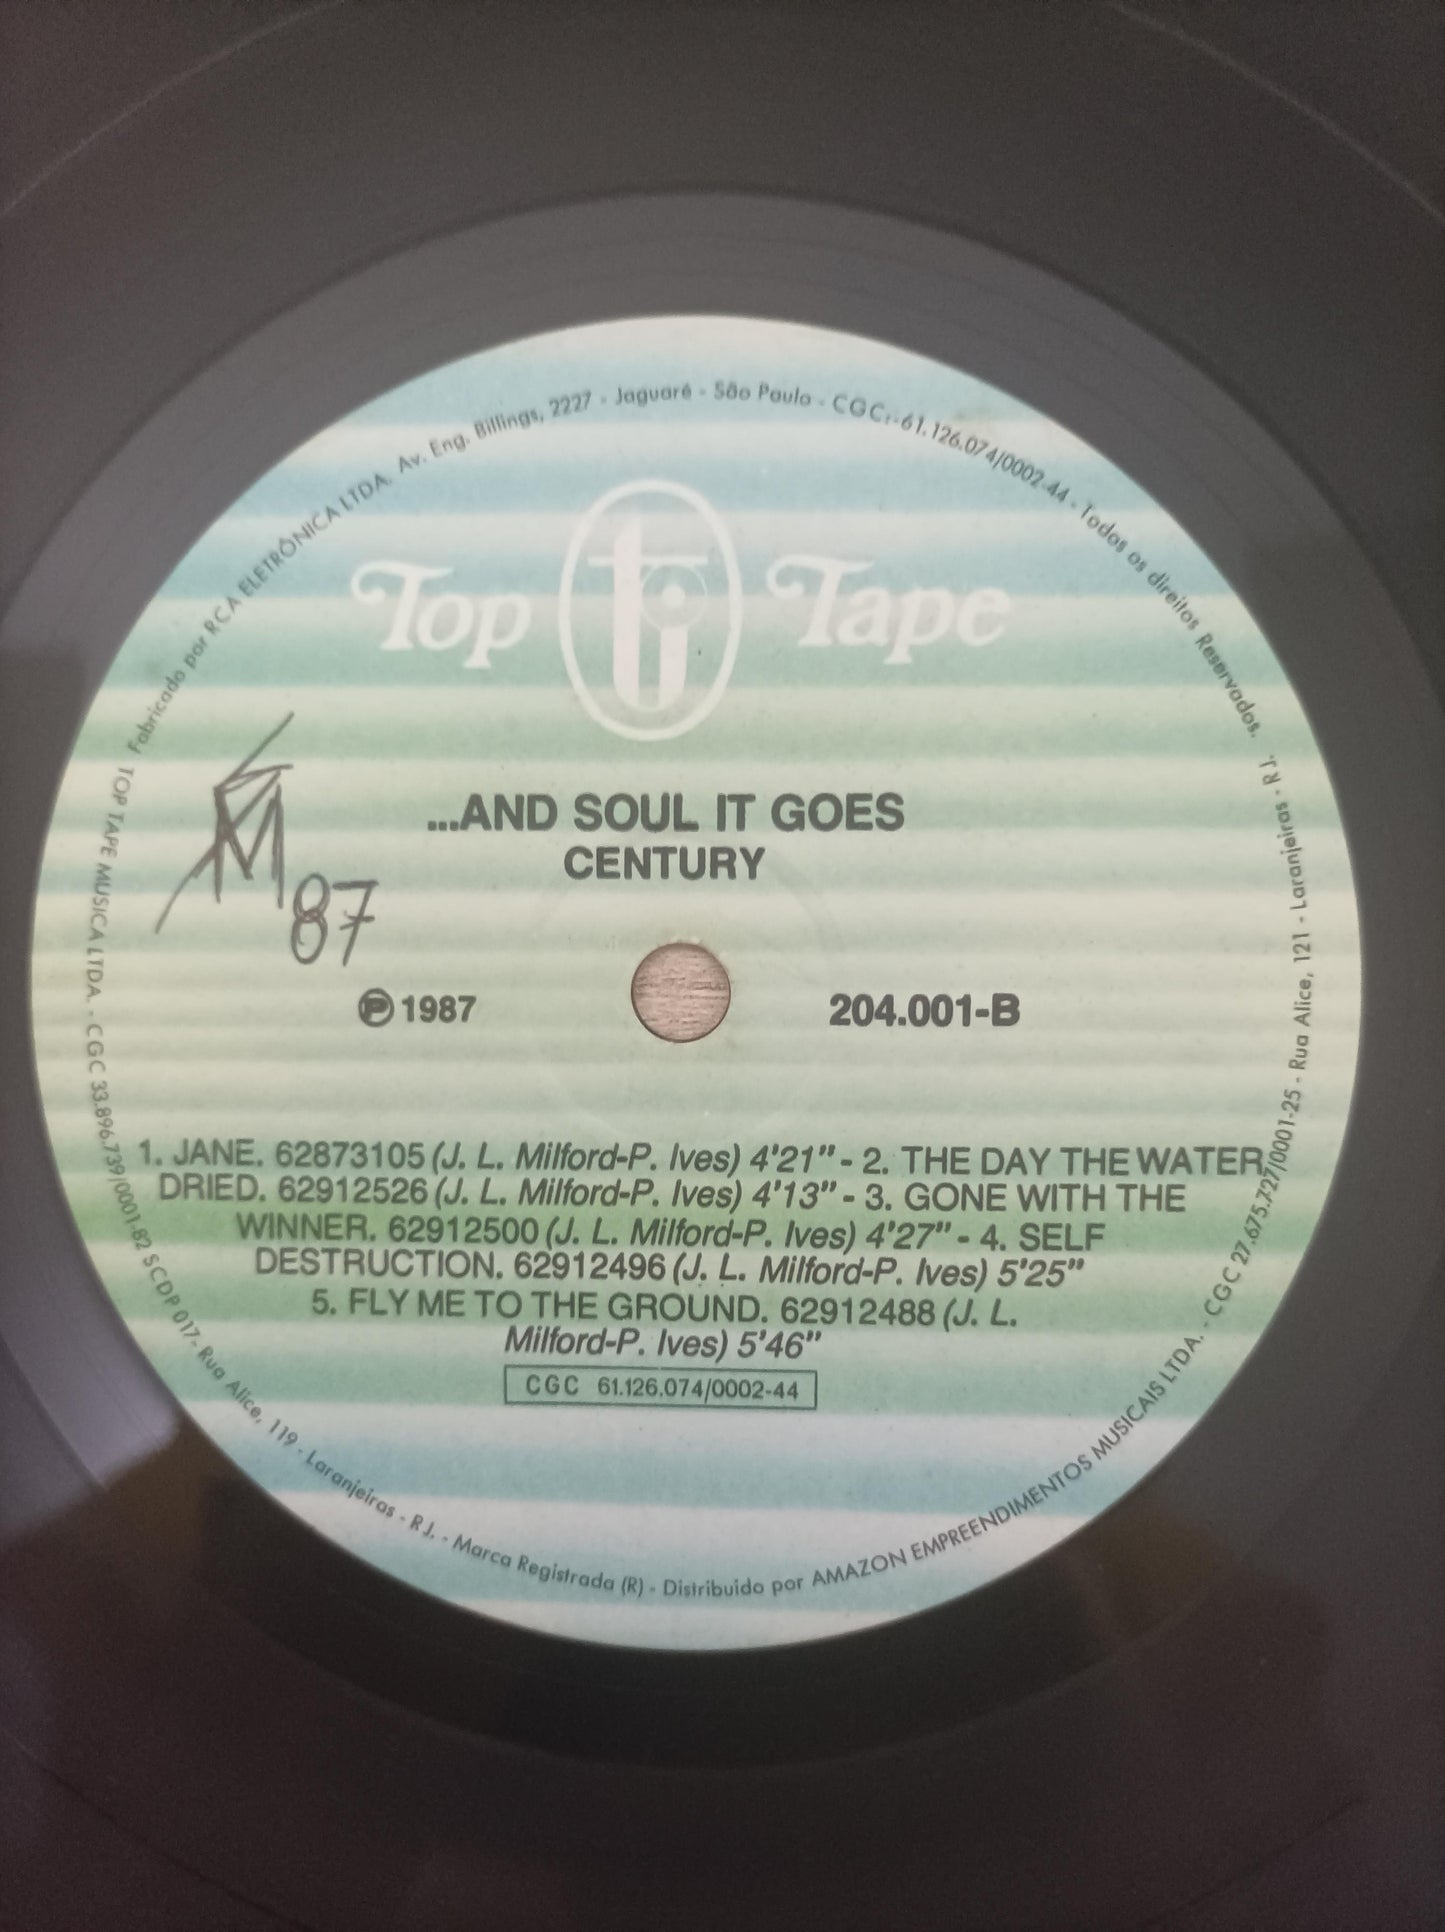 Fabricado por RCA ELETRÔNICA LTDA. Av. Eng. Billings, 2227 - Jaguaré - São Paulo - CGC:-61.126.074/0002-44 - Todos os direitos Reservados.
Top Tape
...AND SOUL IT GOES
CENTURY
87
℗ 1987
204.001-B
1. JANE. 62873105 (J. L. Milford-P. Ives) 4'21" - 2. THE DAY THE WATER
DRIED. 62912526 (J. L. Milford-P. Ives) 4'13" - 3. GONE WITH THE
WINNER. 62912500 (J. L. Milford-P. Ives) 4'27" - 4. SELF
DESTRUCTION. 62912496 (J. L. Milford-P. Ives) 5'25"
5. FLY ME TO THE GROUND. 62912488 (J. L.
Milford-P. Ives) 5'46"
CGC 61.126.074/0002-44
TOP TAPE MUSICA LTDA. - CGC 33.896.739/0001-82 SCDP 017- Rua Alice, 119 - Laranjeiras - RJ. - Marca Registrada (R) - Distribuido por AMAZON EMPREENDIMENTOS MUSICAIS LTDA. - CGC 27.675.727/0001-25 - Rua Alice, 121 - Laranjeiras - RJ.